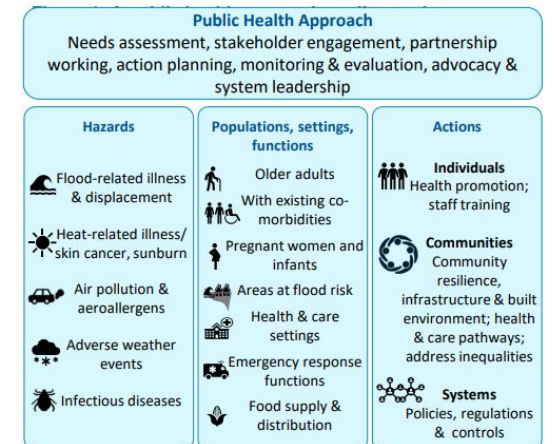 Public Health Approach
Needs assessment, stakeholder engagement, partnership
working, action planning, monitoring & evaluation, advocacy &
system leadership
Hazards
Flood-related illness
& displacement
Heat-related illness/
skin cancer, sunburn
Air pollution &
aeroallergens
Adverse weather
events
Infectious diseases
Populations, settings,
functions
Older adults
With existing co-
morbidities
Pregnant women and
infants
Areas at flood risk
Health & care
settings
Emergency response
functions
Food supply &
distribution
Actions
Individuals
Health promotion;
staff training
Communities
Community
resilience,
infrastructure & built
environment; health
& care pathways;
address inequalities
Systems
Policies, regulations
& controls